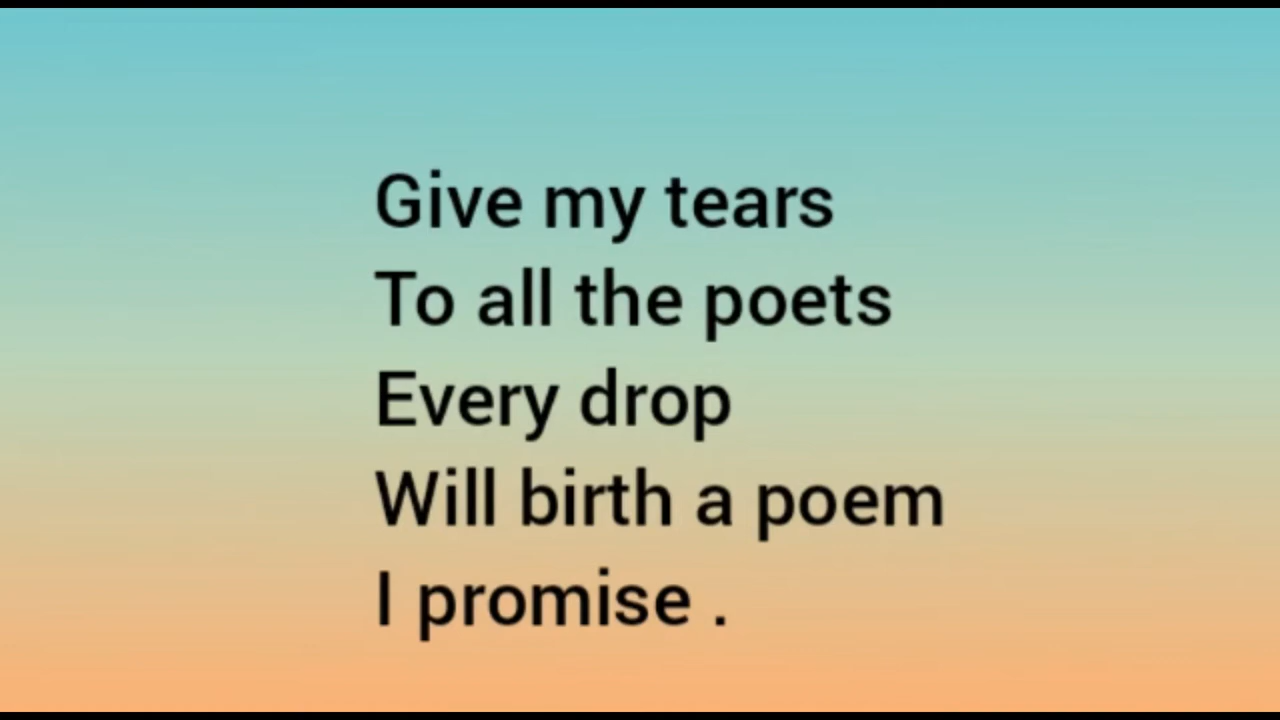 Give my tears
To all the poets
Every drop
Will birth a poem
I promise .